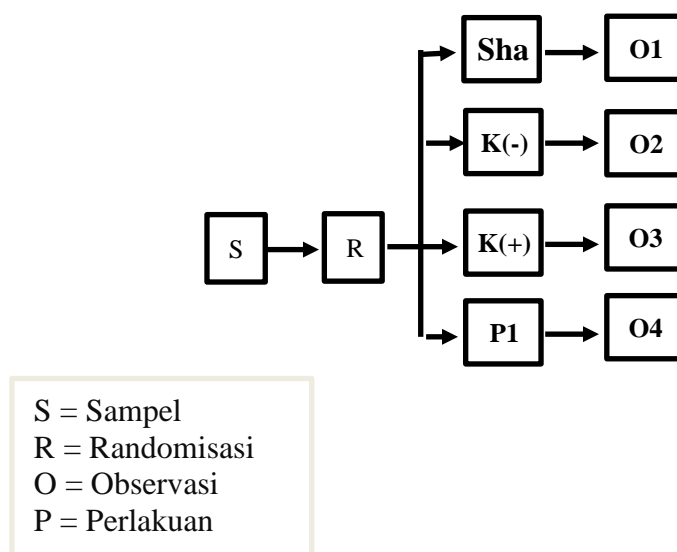 Sha
O1
K(-)
O2
S
R
K(+)
O3
P1
O4
S = Sampel
R = Randomisasi
O = Observasi
P = Perlakuan